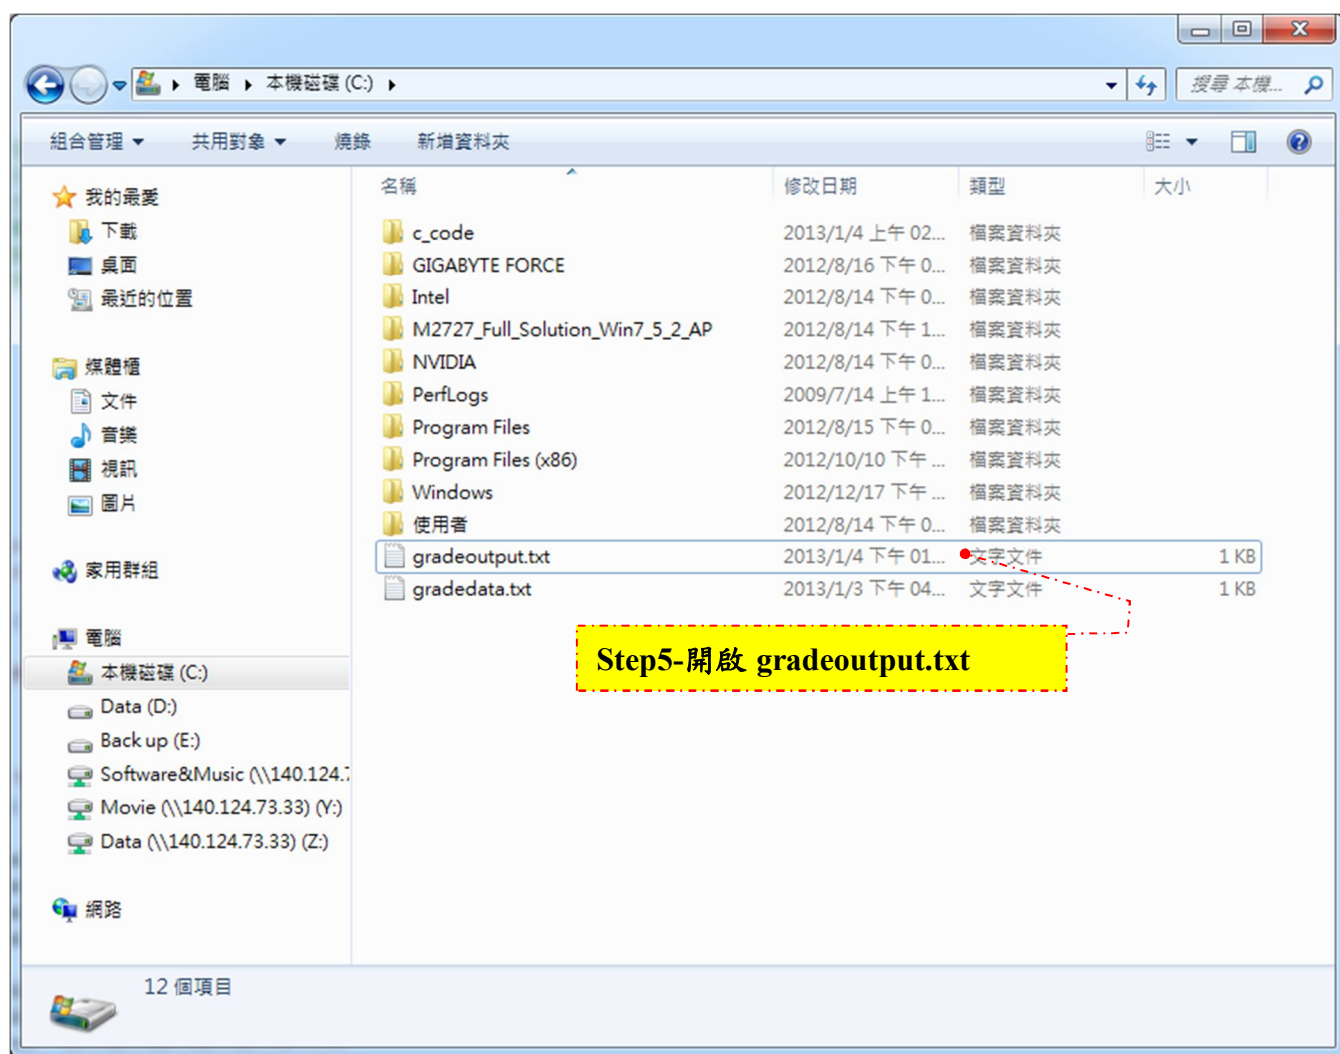 電腦 本機磁碟 (C:) 搜尋 本機...
組合管理 共用對象 燒錄 新增資料夾
名稱 修改日期 類型 大小
我的最愛
下載
桌面
最近的位置
媒體櫃
文件
音樂
視訊
圖片
家用群組
電腦
本機磁碟 (C:)
Data (D:)
Back up (E:)
Software&Music (\\140.124.7
Movie (\\140.124.73.33) (Y:)
Data (\\140.124.73.33) (Z:)
網路
c_code 2013/1/4 上午 02... 檔案資料夾
GIGABYTE FORCE 2012/8/16 下午 0... 檔案資料夾
Intel 2012/8/14 下午 0... 檔案資料夾
M2727_Full_Solution_Win7_5_2_AP 2012/8/14 下午 1... 檔案資料夾
NVIDIA 2012/8/14 下午 0... 檔案資料夾
PerfLogs 2009/7/14 上午 1... 檔案資料夾
Program Files 2012/8/15 下午 0... 檔案資料夾
Program Files (x86) 2012/10/10 下午 ... 檔案資料夾
Windows 2012/12/17 下午 ... 檔案資料夾
使用者 2012/8/14 下午 0... 檔案資料夾
gradeoutput.txt 2013/1/4 下午 01... 文字文件 1 KB
gradedata.txt 2013/1/3 下午 04... 文字文件 1 KB
Step5-開啟 gradeoutput.txt
12 個項目